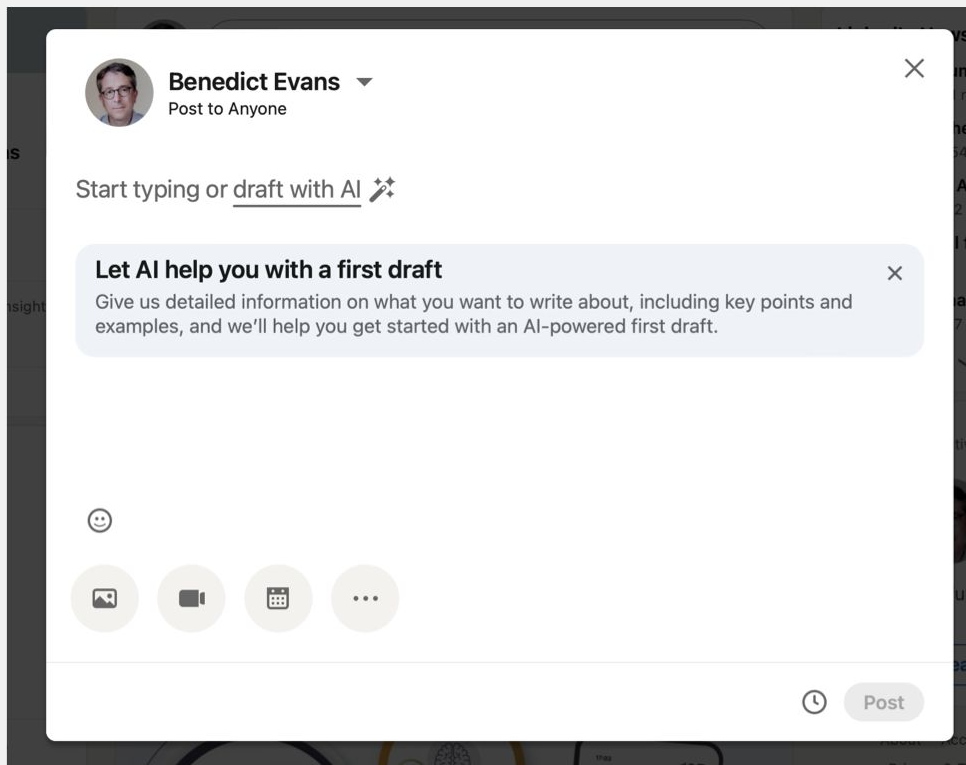 Benedict Evans
Post to Anyone
Start typing or draft with AI
Let AI help you with a first draft
Give us detailed information on what you want to write about, including key points and
examples, and we’ll help you get started with an AI-powered first draft.
Post